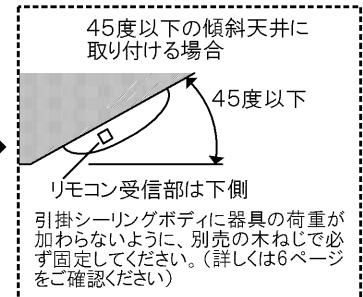 45度以下の傾斜天井に
取り付ける場合
45度以下
リモコン受信部は下側
引掛シーリングボディに器具の荷重が
加わらないように、別売の木ねじで必
ず固定してください。(詳しくは6ページ
をご確認ください)